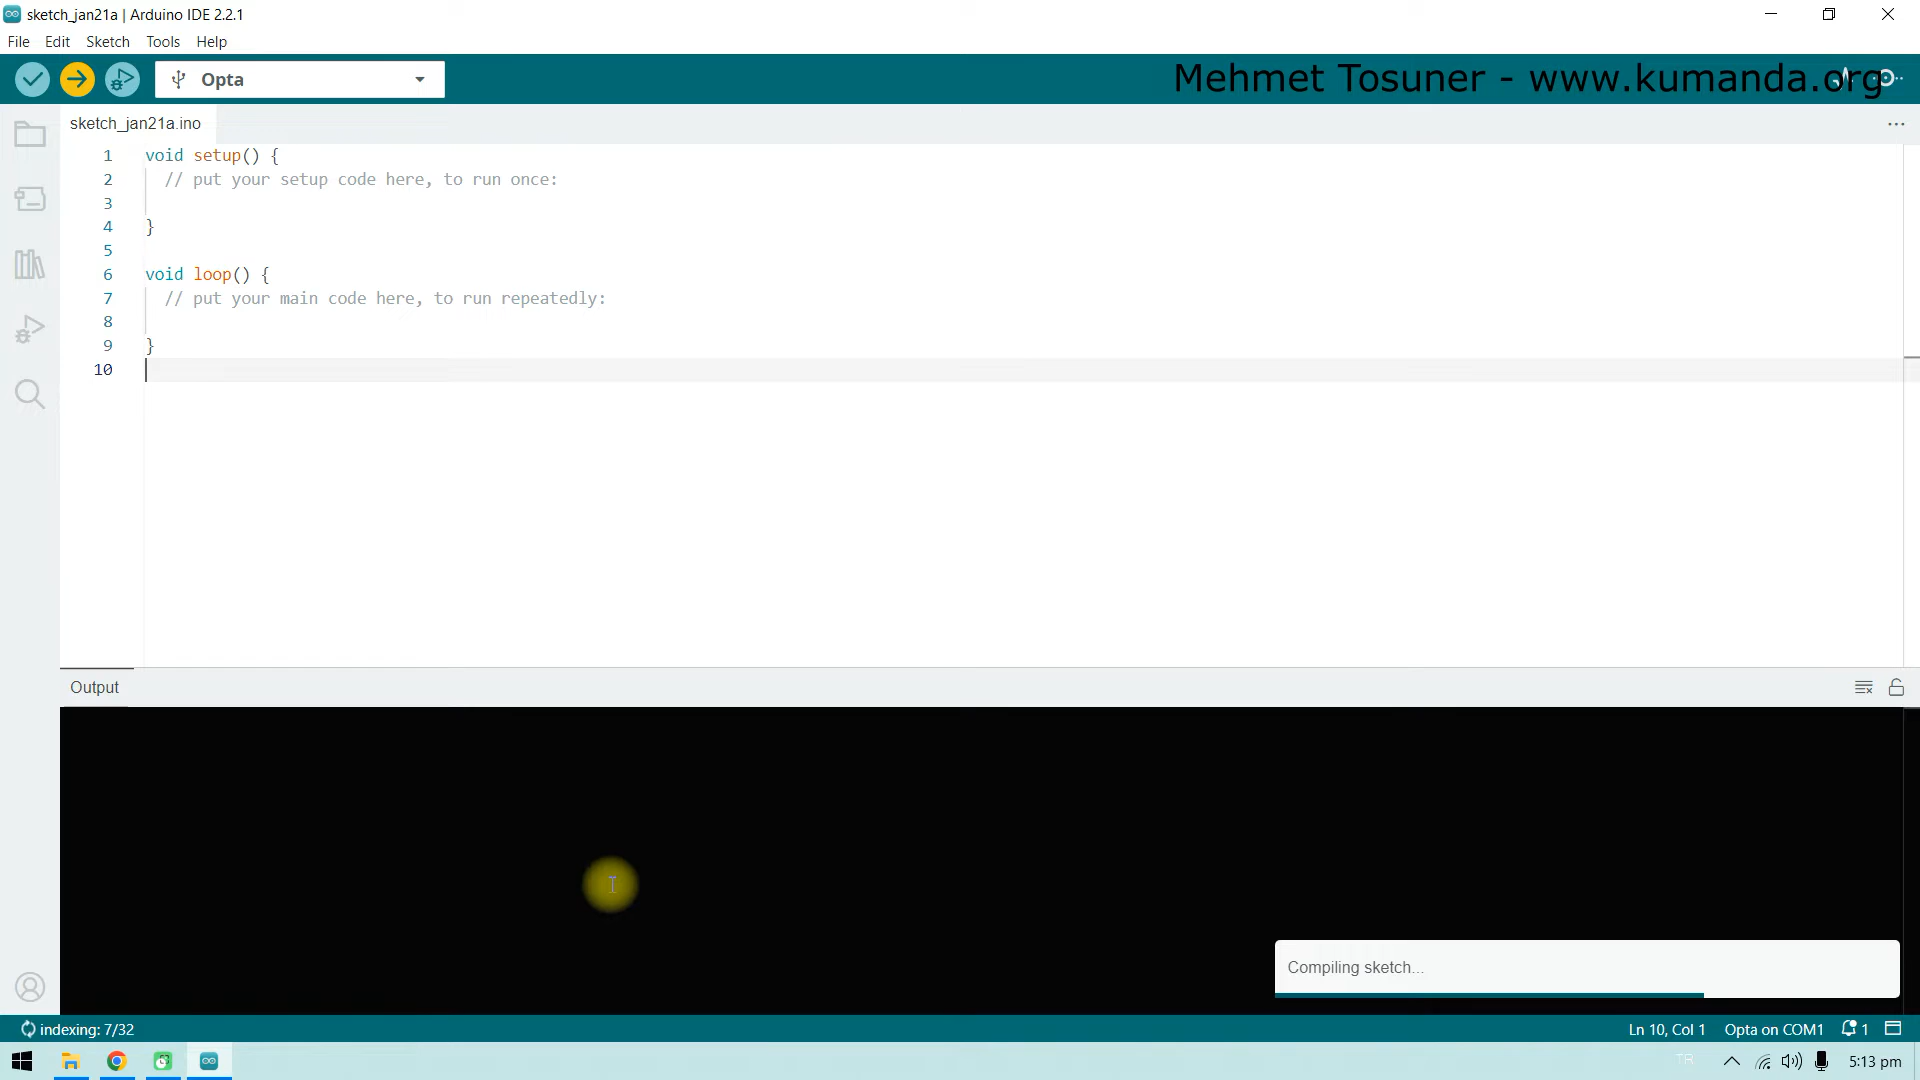 sketch_jan21a | Arduino IDE 2.2.1
File Edit Sketch Tools Help
Opta
Mehmet Tosuner - www.kumanda.org
sketch_jan21a.ino
1 void setup() {
2 // put your setup code here, to run once:
3
4 }
5
6 void loop() {
7 // put your main code here, to run repeatedly:
8
9 }
10
Output
Compiling sketch...
indexing: 7/32 Ln 10, Col 1 Opta on COM1 1
TR 5:13 pm